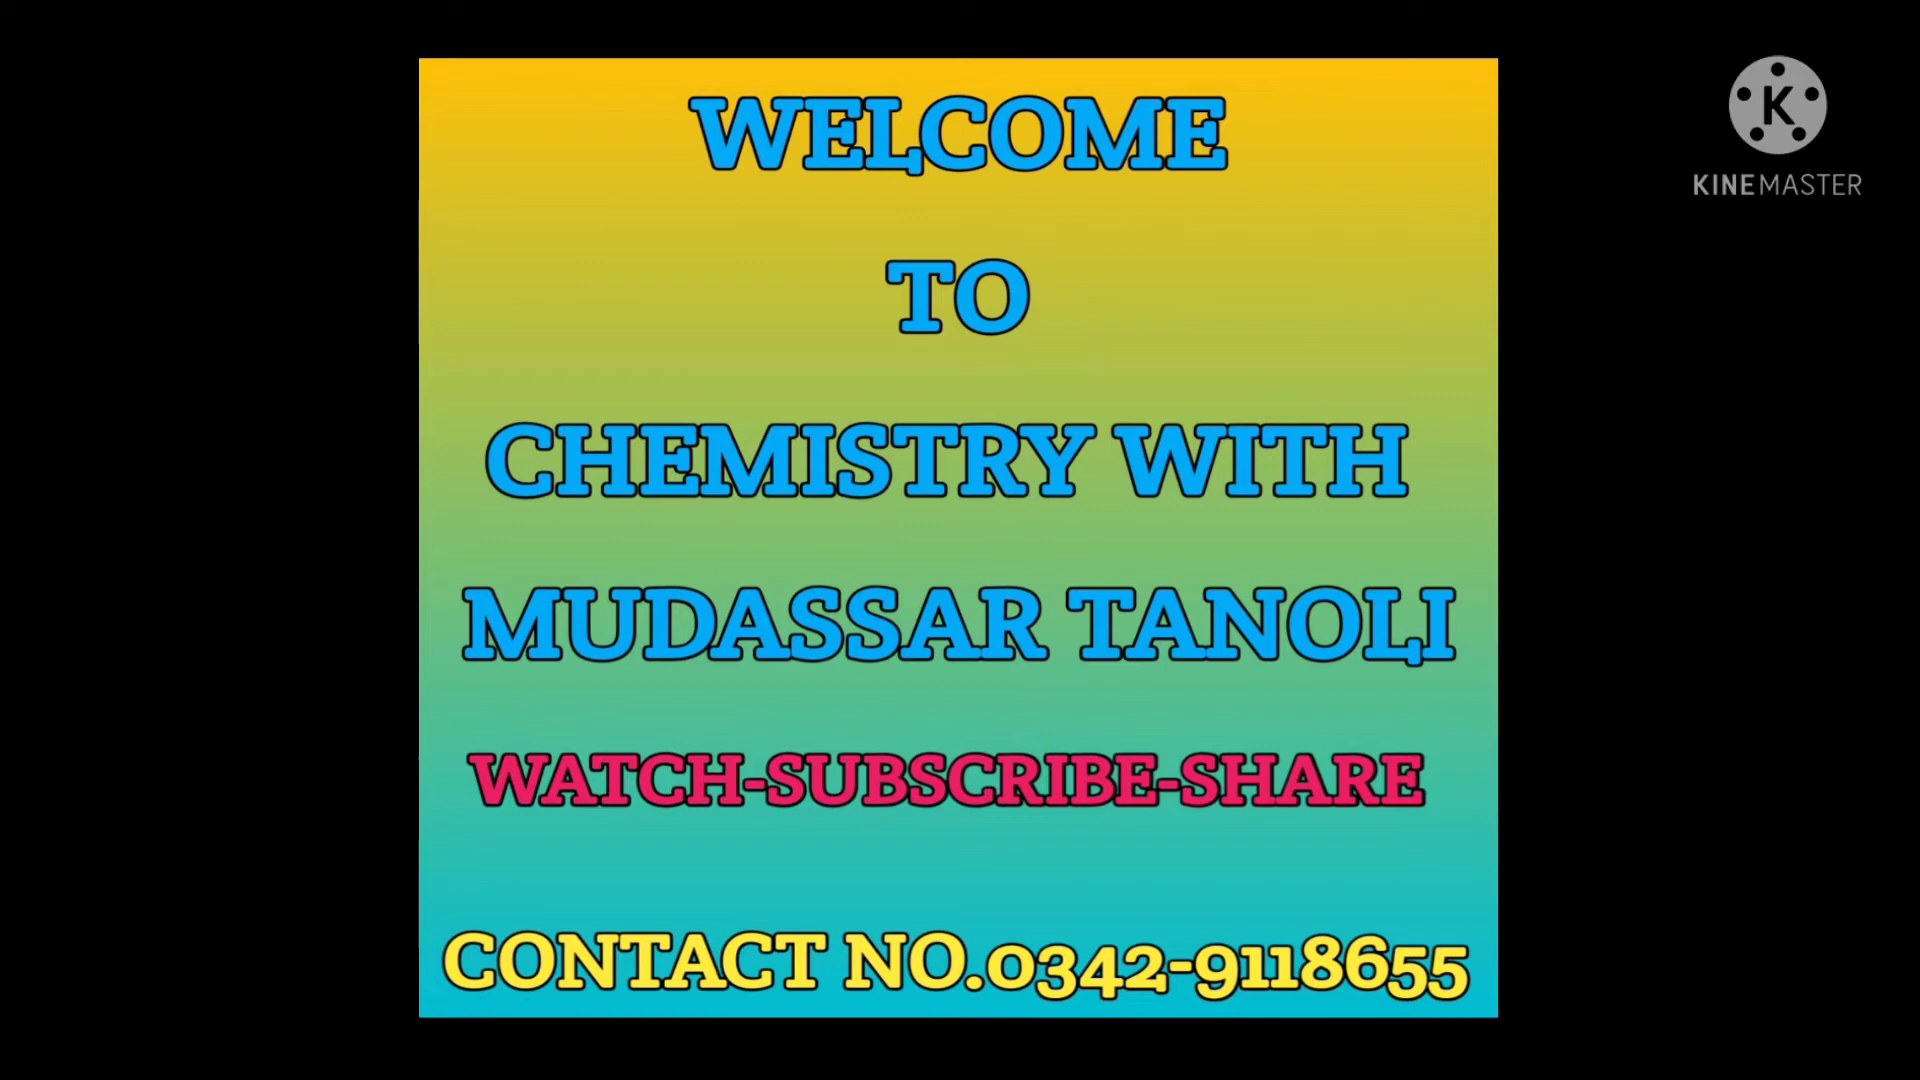 WELCOME
TO
CHEMISTRY WITH
MUDASSAR TANOLI
WATCH-SUBSCRIBE-SHARE
CONTACT NO.0342-9118655
K
KINEMASTER